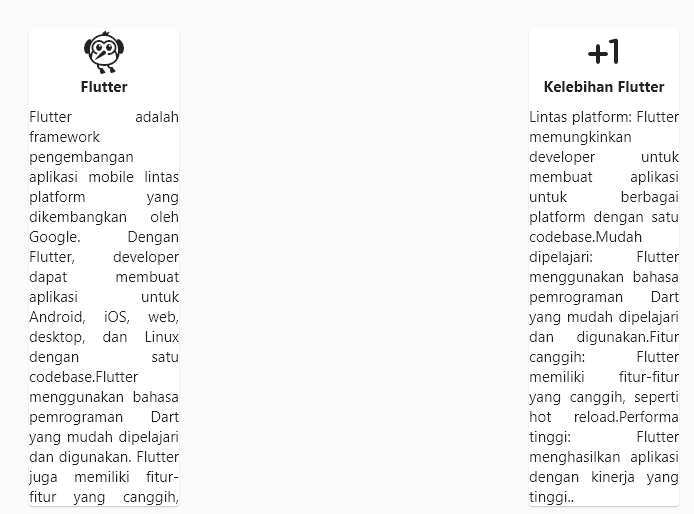 Flutter
Flutter adalah
framework
pengembangan
aplikasi mobile lintas
platform yang
dikembangkan oleh
Google. Dengan
Flutter, developer
dapat membuat
aplikasi untuk
Android, iOS, web,
desktop, dan Linux
dengan satu
codebase.Flutter
menggunakan bahasa
pemrograman Dart
yang mudah dipelajari
dan digunakan. Flutter
juga memiliki fitur-
fitur yang canggih,
+1
Kelebihan Flutter
Lintas platform: Flutter
memungkinkan
developer untuk
membuat aplikasi
untuk berbagai
platform dengan satu
codebase.Mudah
dipelajari: Flutter
menggunakan bahasa
pemrograman Dart
yang mudah dipelajari
dan digunakan.Fitur
canggih: Flutter
memiliki fitur-fitur
yang canggih, seperti
hot reload.Performa
tinggi: Flutter
menghasilkan aplikasi
dengan kinerja yang
tinggi..